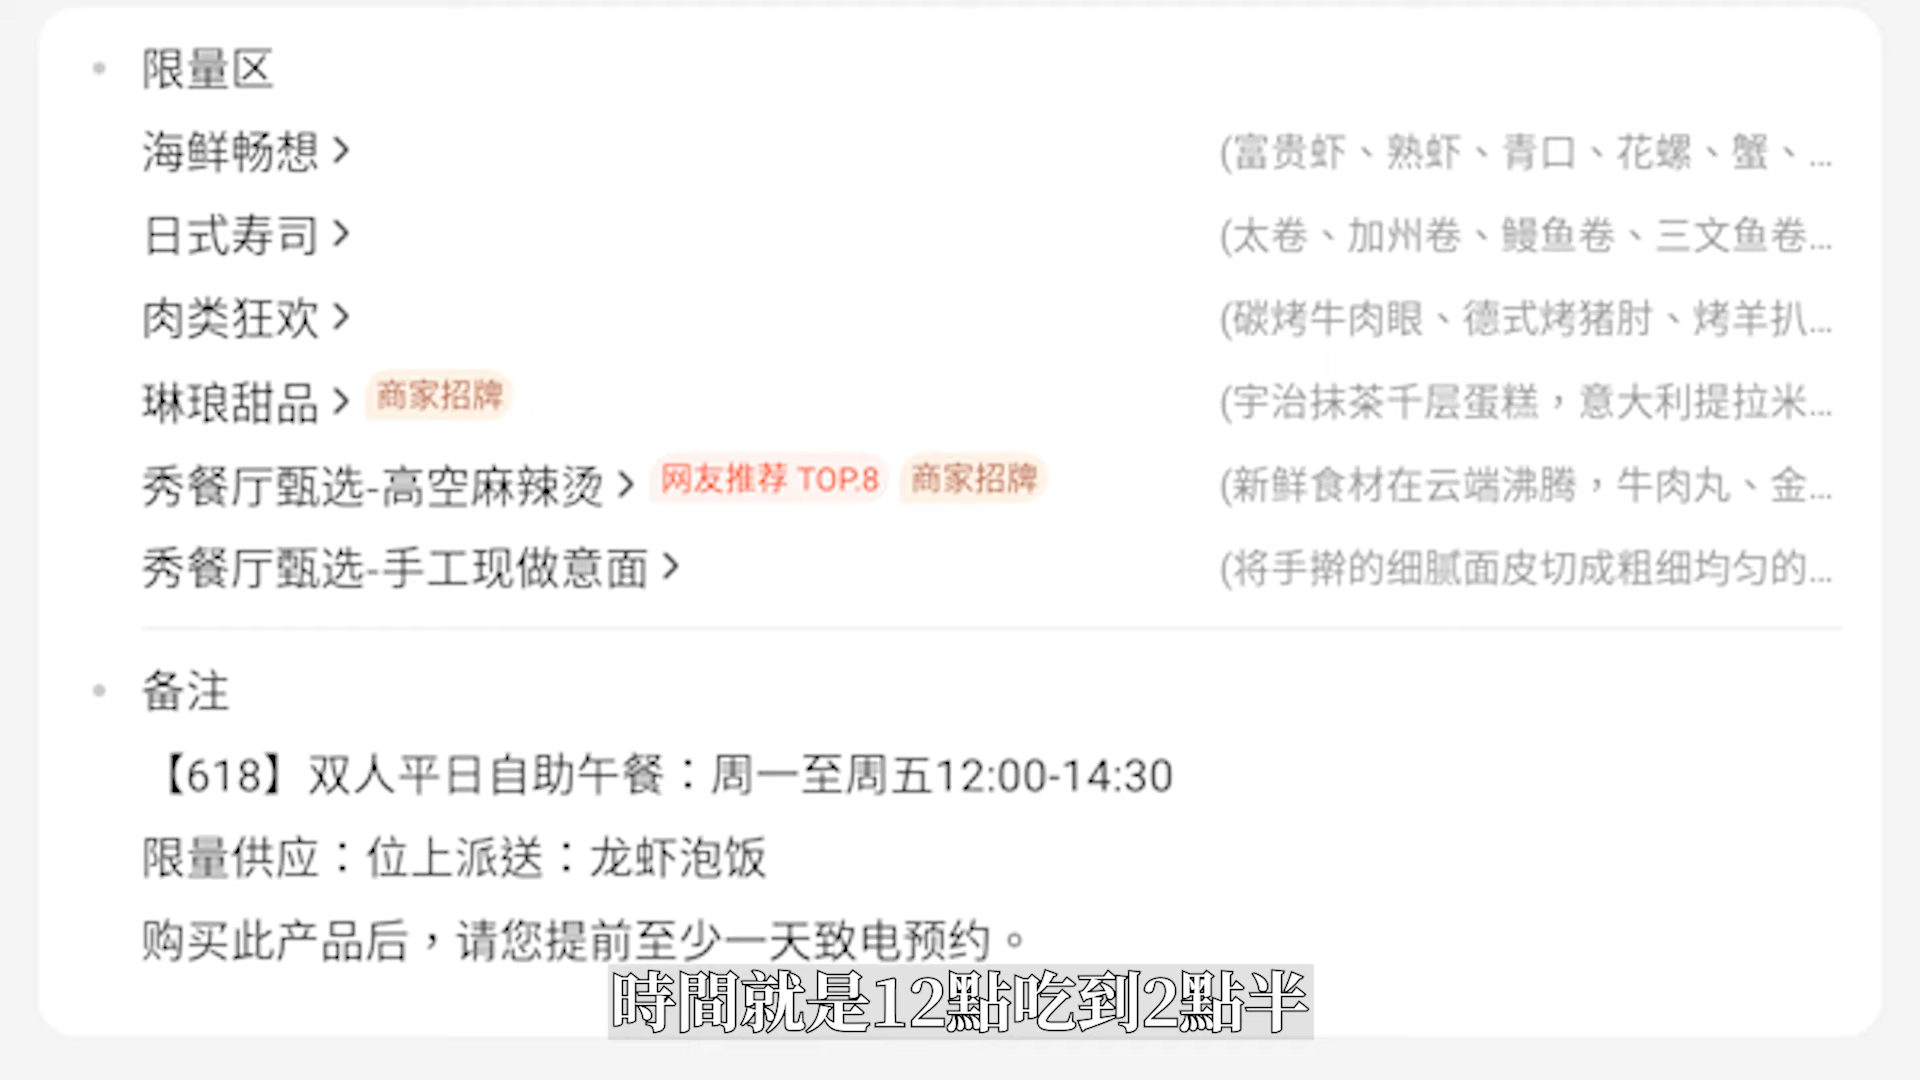 限量区
海鲜畅想 >
(富贵虾、熟虾、青口、花螺、蟹、...
日式寿司 >
(太卷、加州卷、鳗鱼卷、三文鱼卷...
肉类狂欢 >
(碳烤牛肉眼、德式烤猪肘、烤羊扒...
琳琅甜品 > 商家招牌
(宇治抹茶千层蛋糕，意大利提拉米...
秀餐厅甄选-高空麻辣烫 > 网友推荐 TOP.8 商家招牌
(新鲜食材在云端沸腾，牛肉丸、金...
秀餐厅甄选-手工现做意面 >
(将手擀的细腻面皮切成粗细均匀的...
备注
【618】双人平日自助午餐：周一至周五12:00-14:30
限量供应：位上派送：龙虾泡饭
购买此产品后，请您提前至少一天致电预约。
時間就是12點吃到2點半